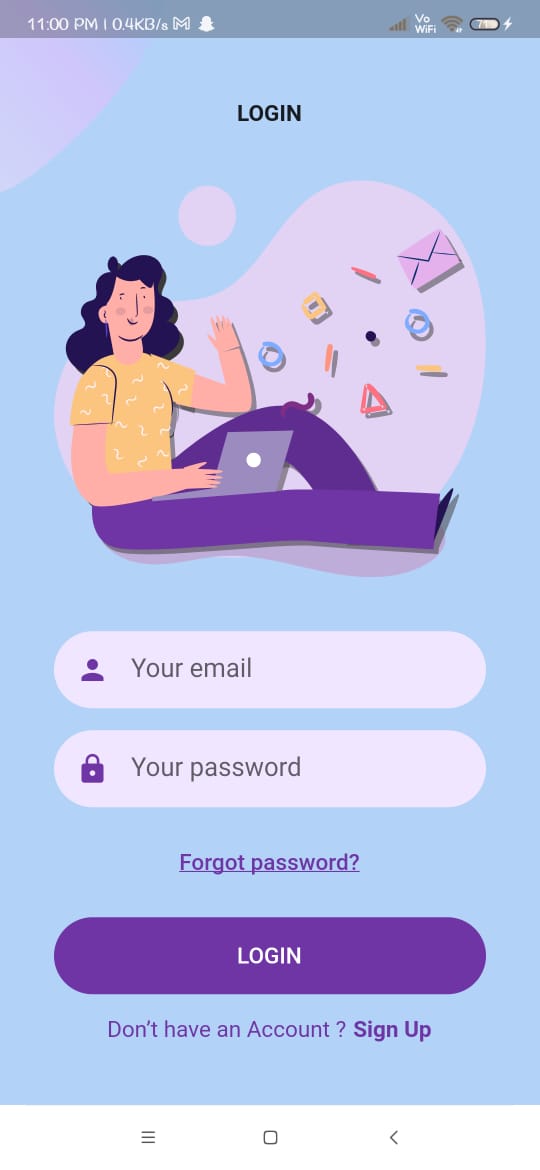 11:00 PM | 0.4KB/s
Vo
WiFi
71
LOGIN
Your email
Your password
Forgot password?
LOGIN
Don't have an Account ? Sign Up